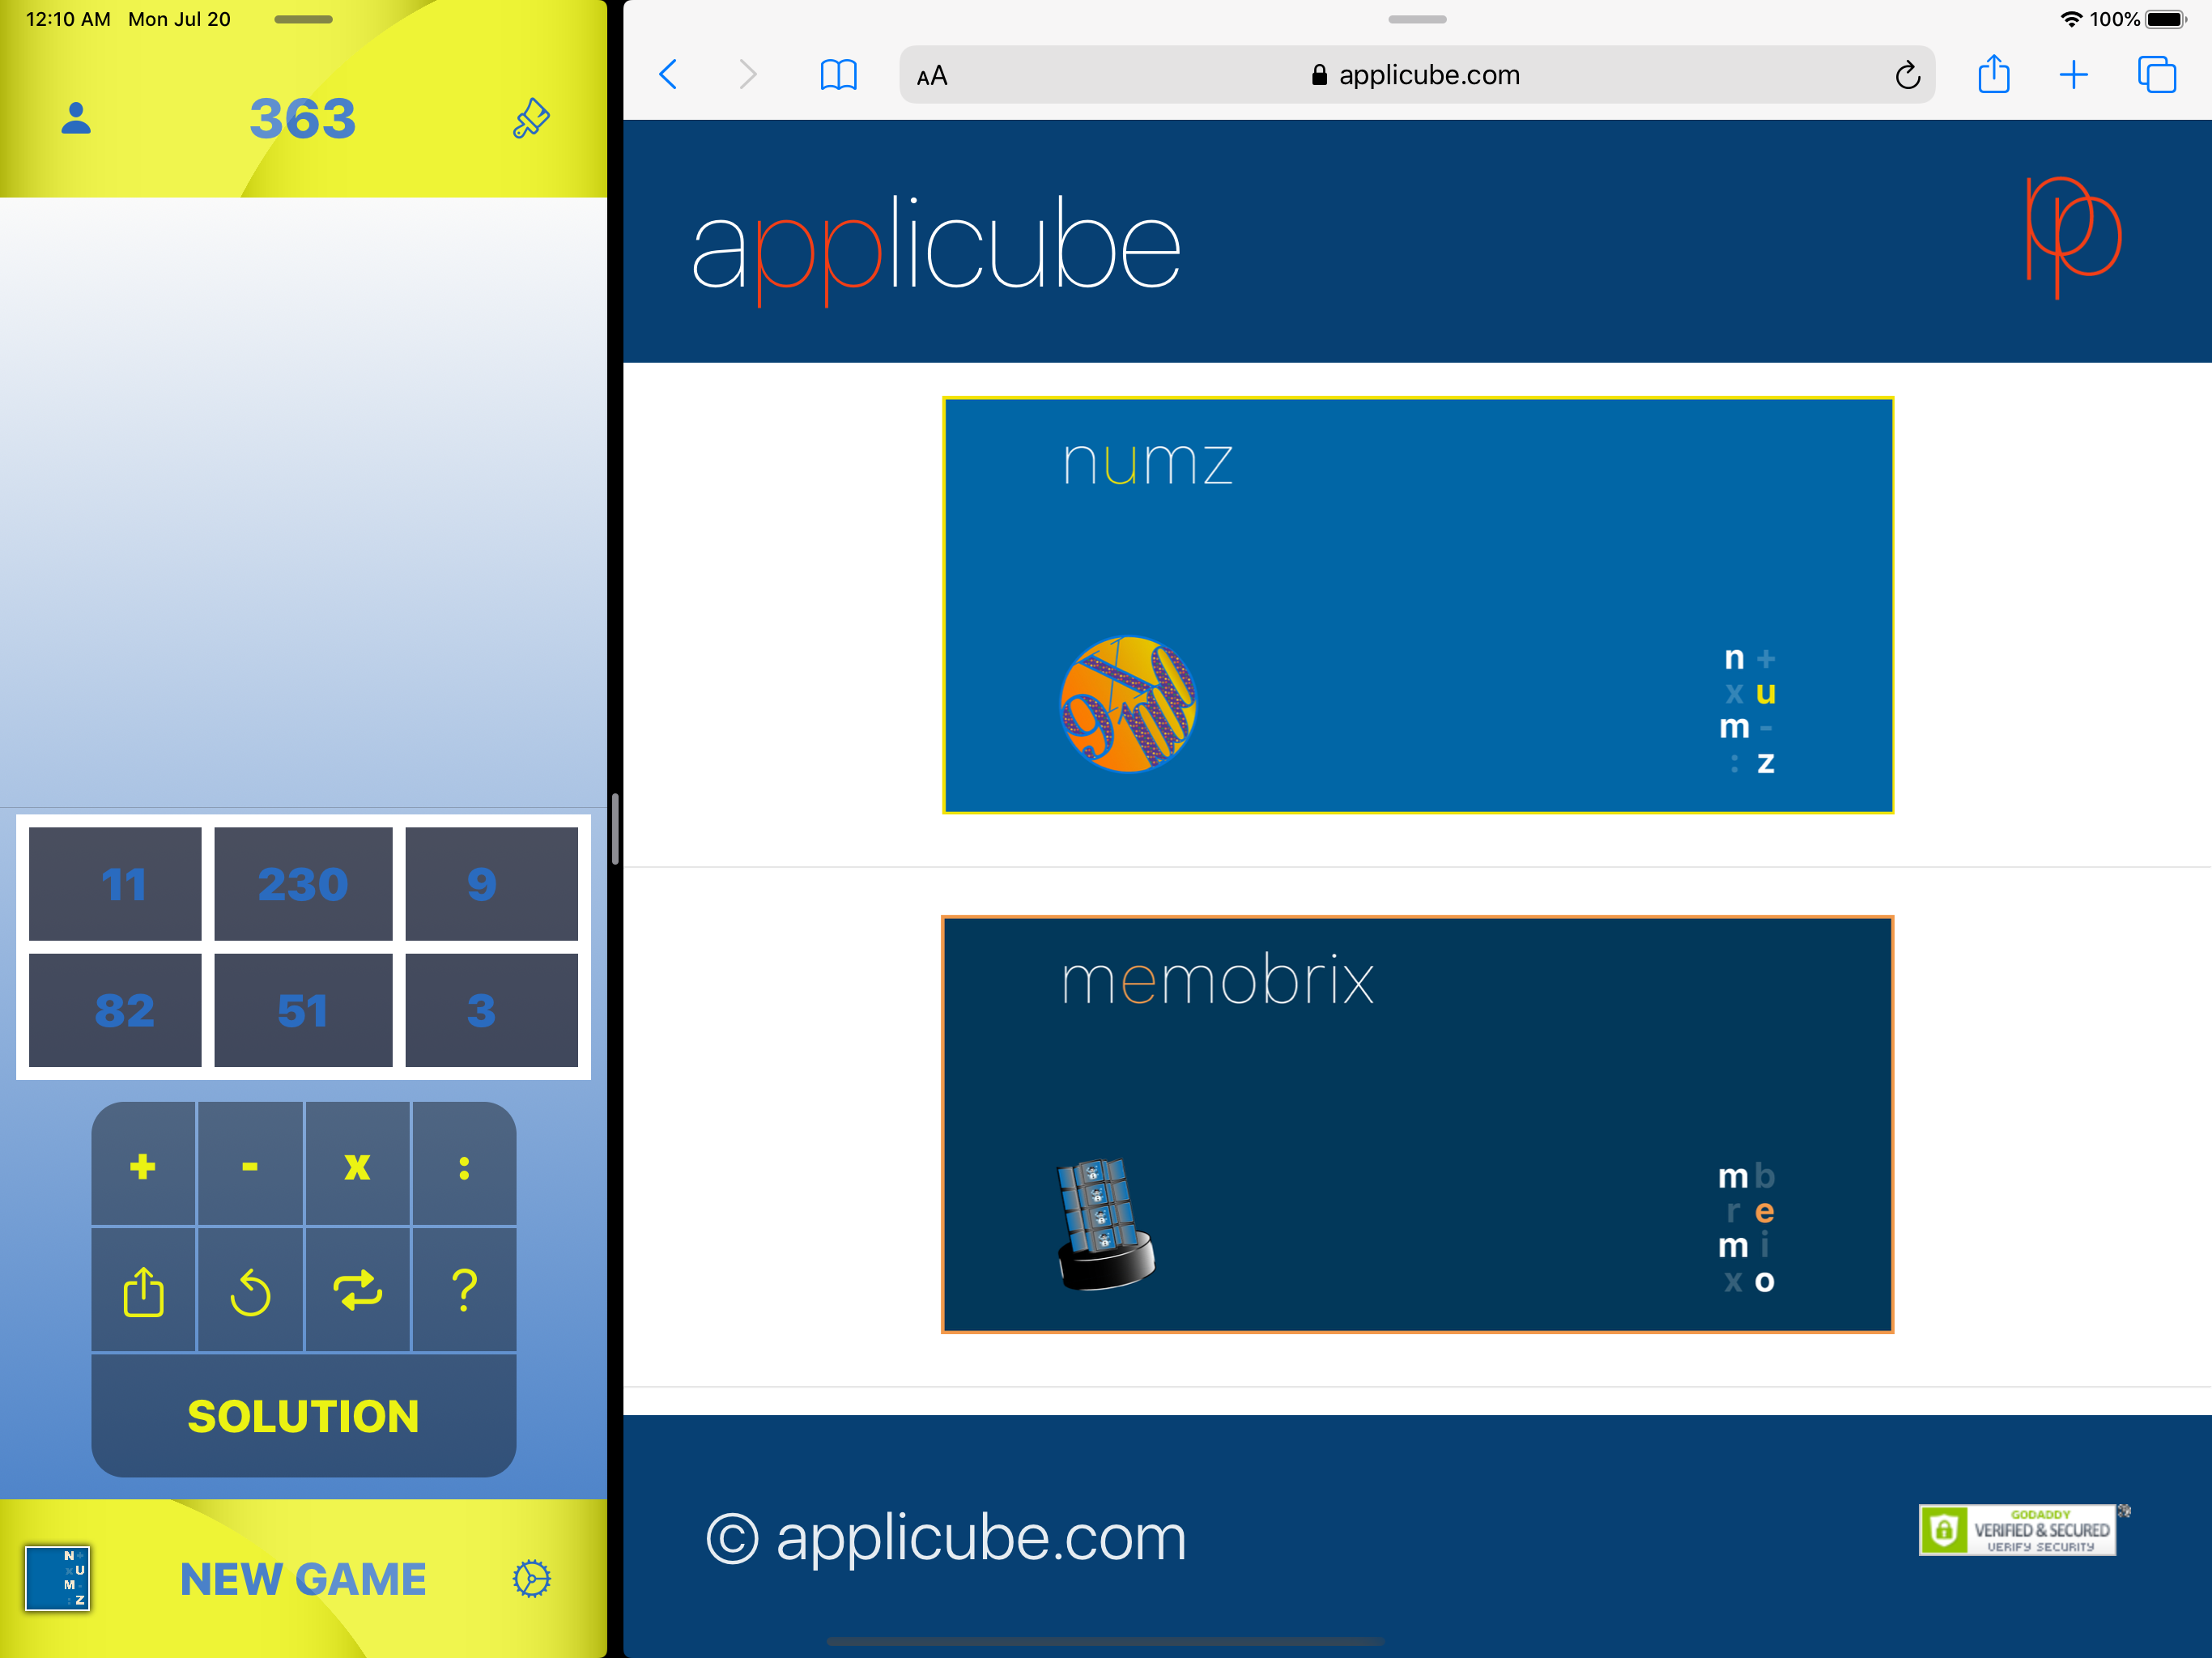 12:10 AM Mon Jul 20
363
11 230 9
82 51 3
+ - x :
?
SOLUTION
N +
x U
M -
: Z
NEW GAME
100%
AA applicube.com
applicube
pp
numz
n +
x u
m -
: z
memobrix
m b
r e
m i
x o
© applicube.com
GODADDY
VERIFIED & SECURED
VERIFY SECURITY